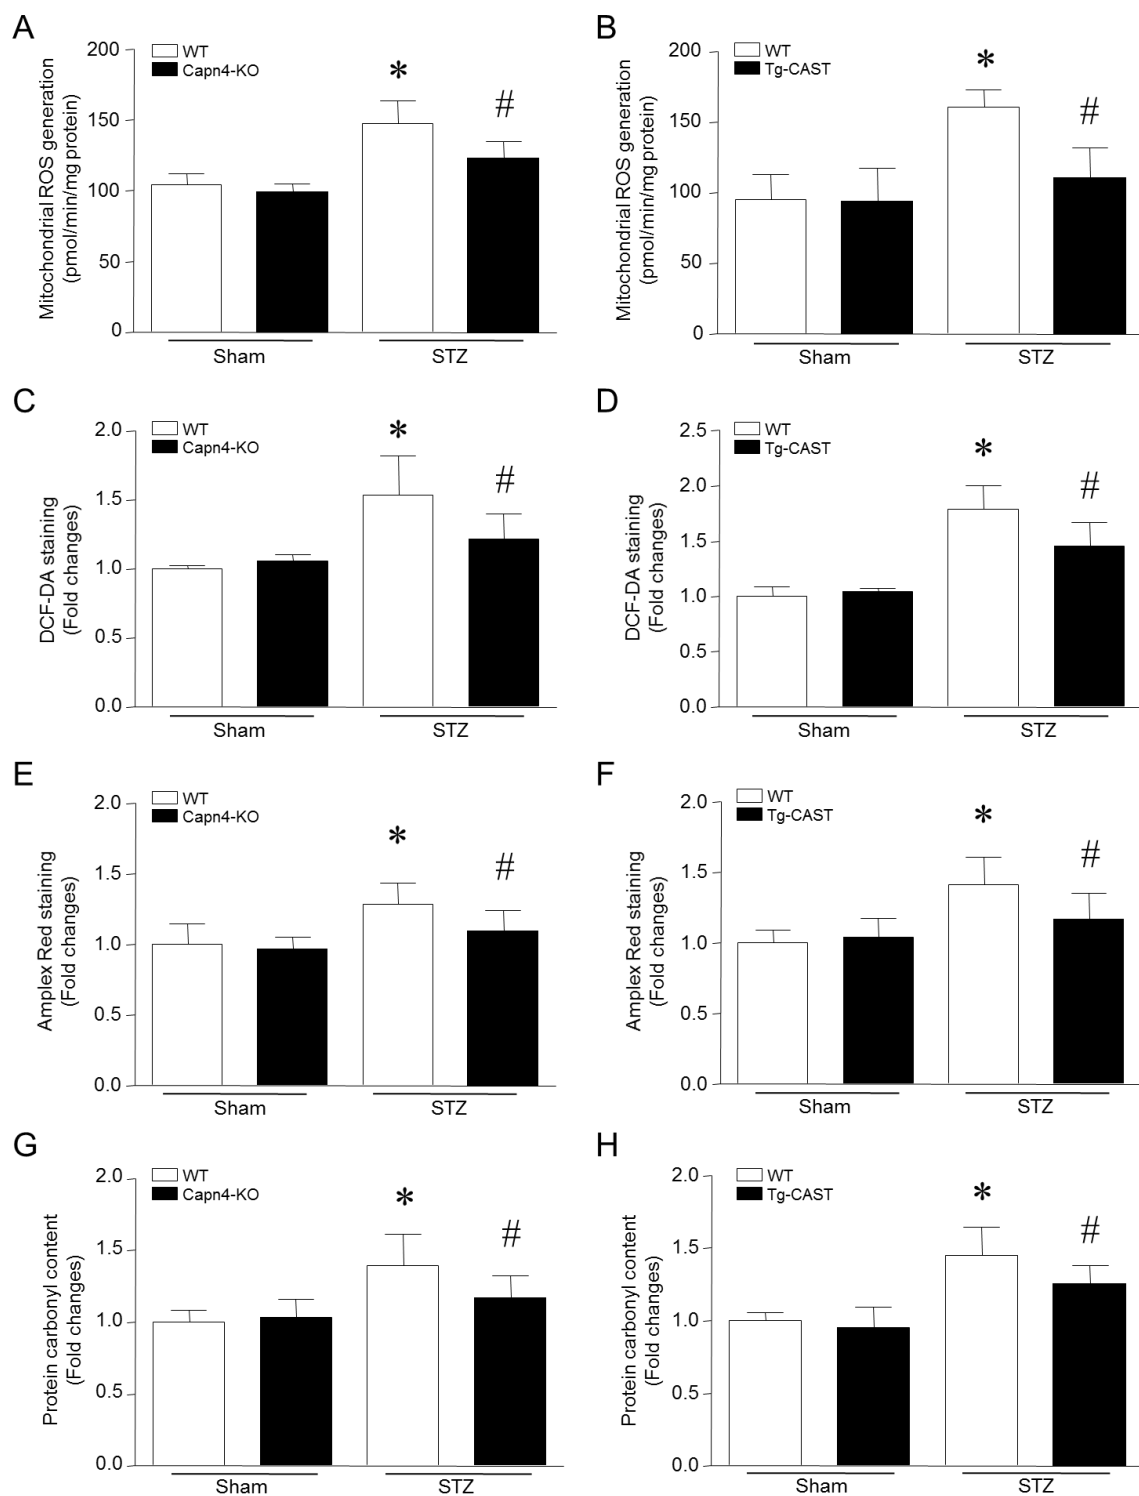 A
Mitochondrial ROS generation
(pmol/min/mg protein)
200
150
100
50
0
WT
Capn4-KO
*
#
Sham
STZ
B
Mitochondrial ROS generation
(pmol/min/mg protein)
200
150
100
50
0
WT
Tg-CAST
*
#
Sham
STZ
C
DCF-DA staining
(Fold changes)
2.0
1.5
1.0
0.5
0.0
WT
Capn4-KO
*
#
Sham
STZ
D
DCF-DA staining
(Fold changes)
2.5
2.0
1.5
1.0
0.5
0.0
WT
Tg-CAST
*
#
Sham
STZ
E
Amplex Red staining
(Fold changes)
2.0
1.5
1.0
0.5
0.0
WT
Capn4-KO
*
#
Sham
STZ
F
Amplex Red staining
(Fold changes)
2.0
1.5
1.0
0.5
0.0
WT
Tg-CAST
*
#
Sham
STZ
G
Protein carbonyl content
(Fold changes)
2.0
1.5
1.0
0.5
0.0
WT
Capn4-KO
*
#
Sham
STZ
H
Protein carbonyl content
(Fold changes)
2.0
1.5
1.0
0.5
0.0
WT
Tg-CAST
*
#
Sham
STZ